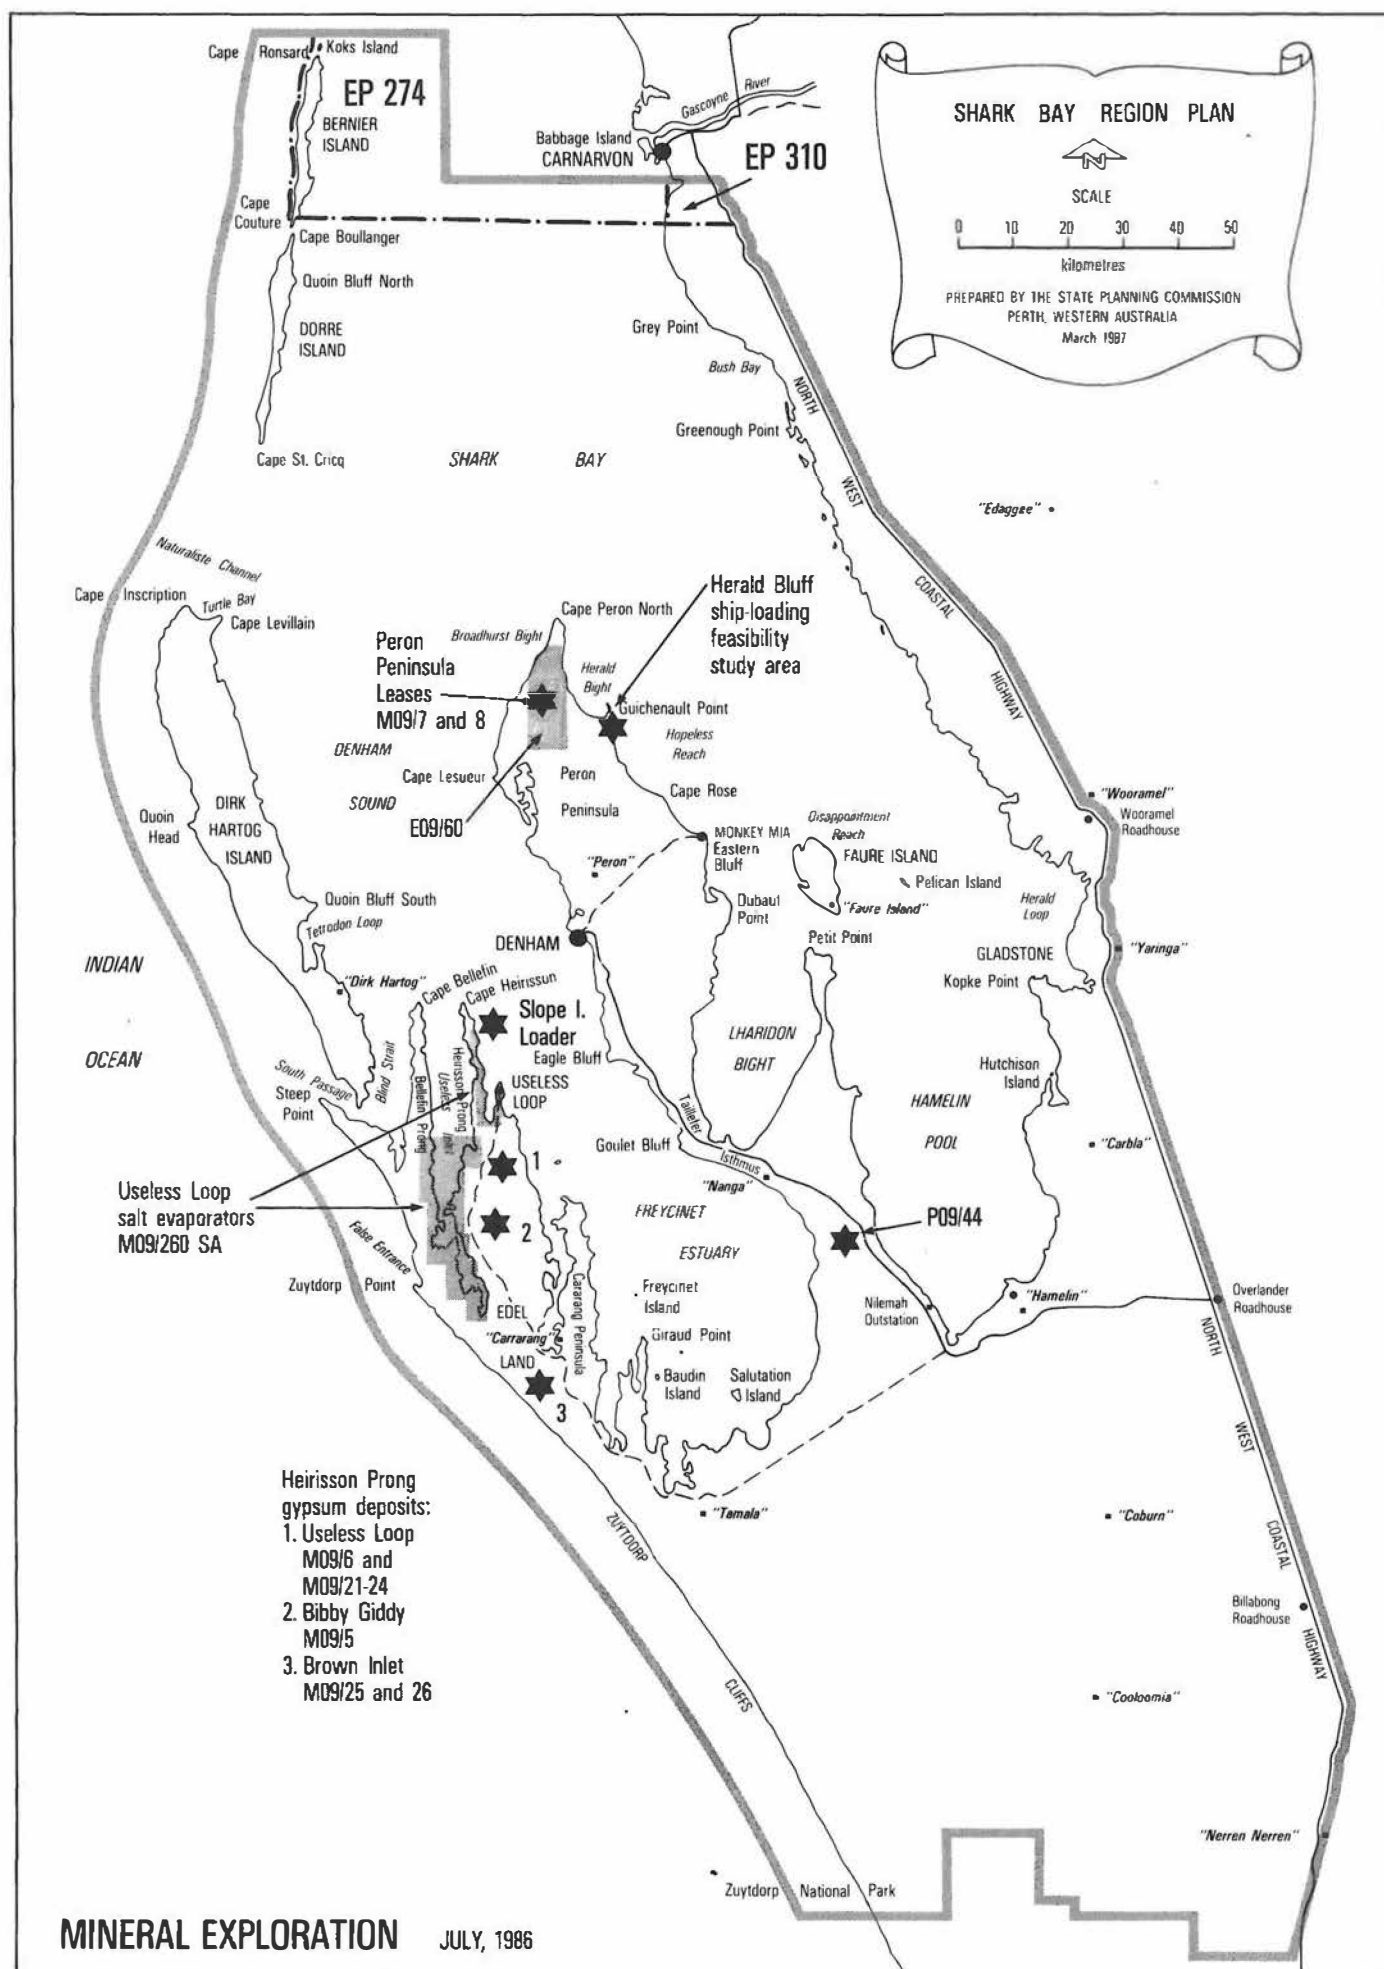 Cape Ronsard
Koks Island
EP 274
BERNIER
ISLAND
Gascoyne River
Babbage Island
CARNARVON
EP 310
SHARK BAY REGION PLAN
N
SCALE
0 10 20 30 40 50
kilometres
PREPARED BY THE STATE PLANNING COMMISSION
PERTH, WESTERN AUSTRALIA
March 1987
Cape
Couture
Cape Boullanger
Quoin Bluff North
DORRE
ISLAND
Grey Point
Bush Bay
NORTH
WEST
COASTAL
HIGHWAY
Greenough Point
Cape St. Cricq
SHARK BAY
"Edaggee"
Naturaliste Channel
Cape Inscription
Turtle Bay
Cape Levillain
Cape Peron North
Broadhurst Bight
Herald Bluff
ship-loading
feasibility
study area
Peron
Peninsula
Leases
M09/7 and 8
Herald
Bight
Guichenault Point
Hopeless
Reach
DENHAM
SOUND
Cape Lesueur
Peron
Peninsula
Cape Rose
E09/60
"Wooramel"
Wooramel
Roadhouse
Quoin
Head
DIRK
HARTOG
ISLAND
MONKEY MIA
Eastern
Bluff
Disappointment
Reach
FAURE ISLAND
Pelican Island
"Faure Island"
"Peron"
Dubaut
Point
Herald
Loop
Quoin Bluff South
Tetrodon Loop
DENHAM
Petit Point
GLADSTONE
"Yaringa"
Kopke Point
INDIAN
OCEAN
"Dirk Hartog"
Cape Bellefin
Cape Heirissun
Slope I.
Loader
Eagle Bluff
LHARIDON
BIGHT
Hutchison
Island
South Passage
Steep
Point
Blind Strait
Bellefin Prong
Useless Inlet
Heirisson Prong
USELESS
LOOP
Taillefer
Isthmus
HAMELIN
POOL
"Carbla"
Goulet Bluff
"Nanga"
1
Useless Loop
salt evaporators
M09/260 SA
2
FREYCINET
ESTUARY
P09/44
False Entrance
Zuytdorp Point
Cararang Peninsula
Freycinet
Island
Nilemah
Outstation
"Hamelin"
Overlander
Roadhouse
EDEL
LAND
"Carrarang"
Giraud Point
Baudin
Island
Salutation
Island
3
NORTH
WEST
COASTAL
HIGHWAY
Heirisson Prong
gypsum deposits:
1. Useless Loop
M09/6 and
M09/21-24
2. Bibby Giddy
M09/5
3. Brown Inlet
M09/25 and 26
"Tamala"
"Coburn"
ZUYTDORP
CLIFFS
Billabong
Roadhouse
"Cooloomia"
"Nerren Nerren"
Zuytdorp National Park
MINERAL EXPLORATION JULY, 1986